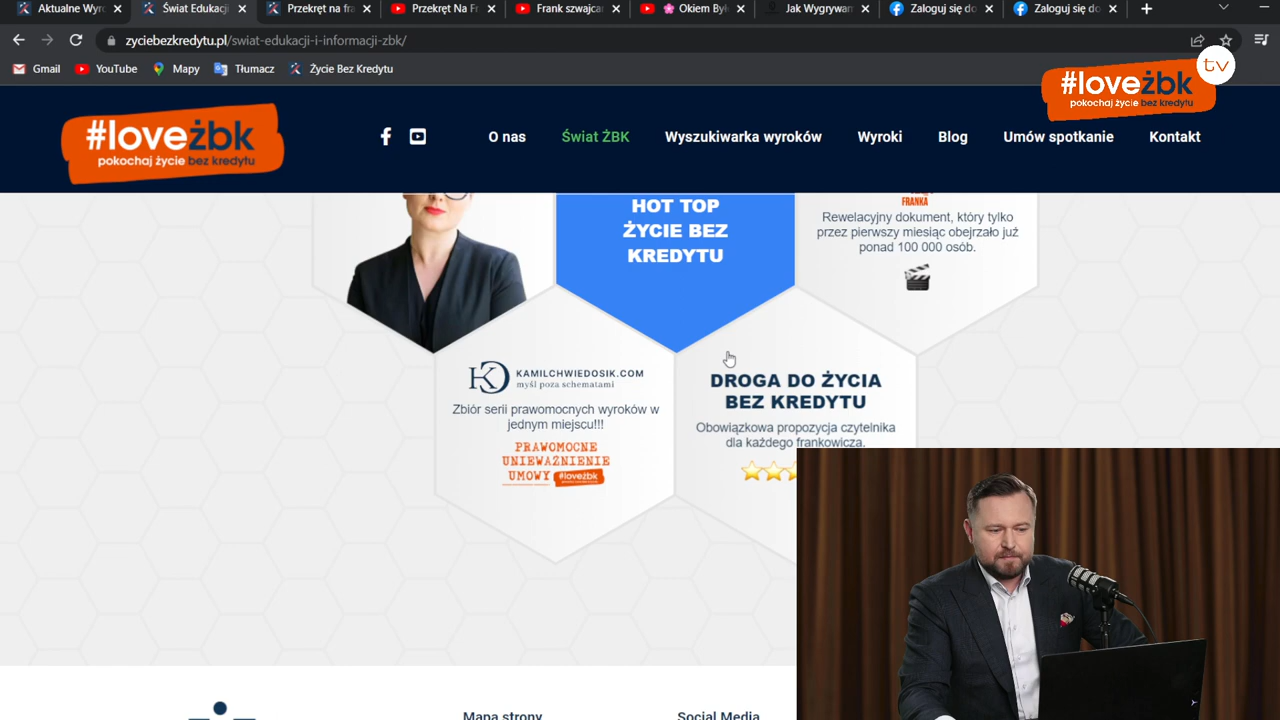 Aktualne Wyr
Świat Edukacji
Przekręt na fra
Przekręt Na F
Frank szwajcar
Okiem Był
Jak Wygrywa
Zaloguj się do
Zaloguj się do
zyciebezkredytu.pl/swiat-edukacji-i-informacji-zbk/
Gmail
YouTube
Mapy
Tłumacz
Życie Bez Kredytu
tv
#loveżbk
pokochaj życie bez kredytu
#loveżbk
pokochaj życie bez kredytu
O nas
Świat ŻBK
Wyszukiwarka wyroków
Wyroki
Blog
Umów spotkanie
Kontakt
HOT TOP
ŻYCIE BEZ
KREDYTU
FRANKA
Rewelacyjny dokument, który tylko
przez pierwszy miesiąc obejrzało już
ponad 100 000 osób.
KAMILCHWIEDOSIK.COM
myśl poza schematami
Zbiór serii prawomocnych wyroków w
jednym miejscu!!!
PRAWOMOCNE
UNIEWAŻNIENIE
UMOWY #loveżbk
DROGA DO ŻYCIA
BEZ KREDYTU
Obowiązkowa propozycja czytelnika
dla każdego frankowicza.
Mapa strony
Social Media